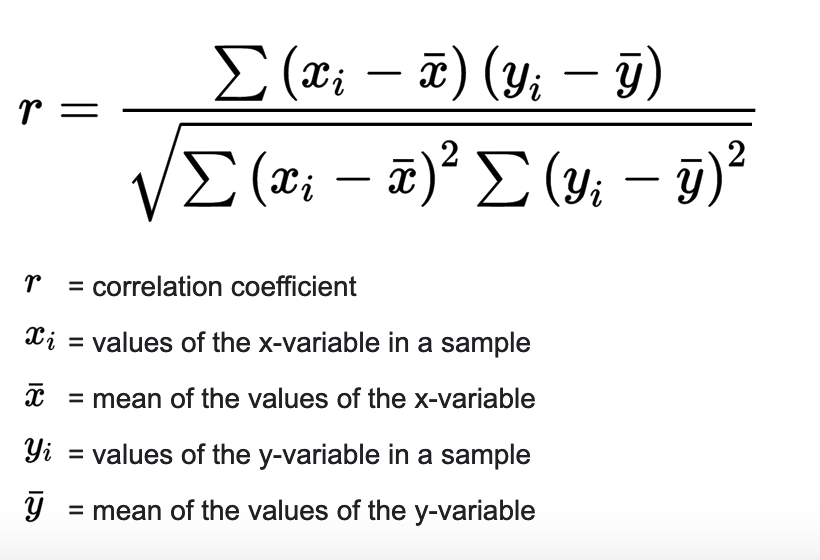 r = ∑ (xᵢ − x̄) (yᵢ − ȳ) / √ ∑ (xᵢ − x̄)² ∑ (yᵢ − ȳ)²
r = correlation coefficient
xᵢ = values of the x-variable in a sample
x̄ = mean of the values of the x-variable
yᵢ = values of the y-variable in a sample
ȳ = mean of the values of the y-variable